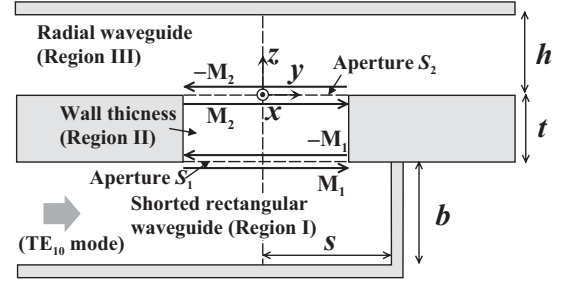 Radial waveguide
(Region III)
z
h
−M2
y
Aperture S2
x
M2
Wall thicness
(Region II)
t
−M1
Aperture S1
M1
Shorted rectangular
waveguide (Region I)
b
s
(TE10 mode)